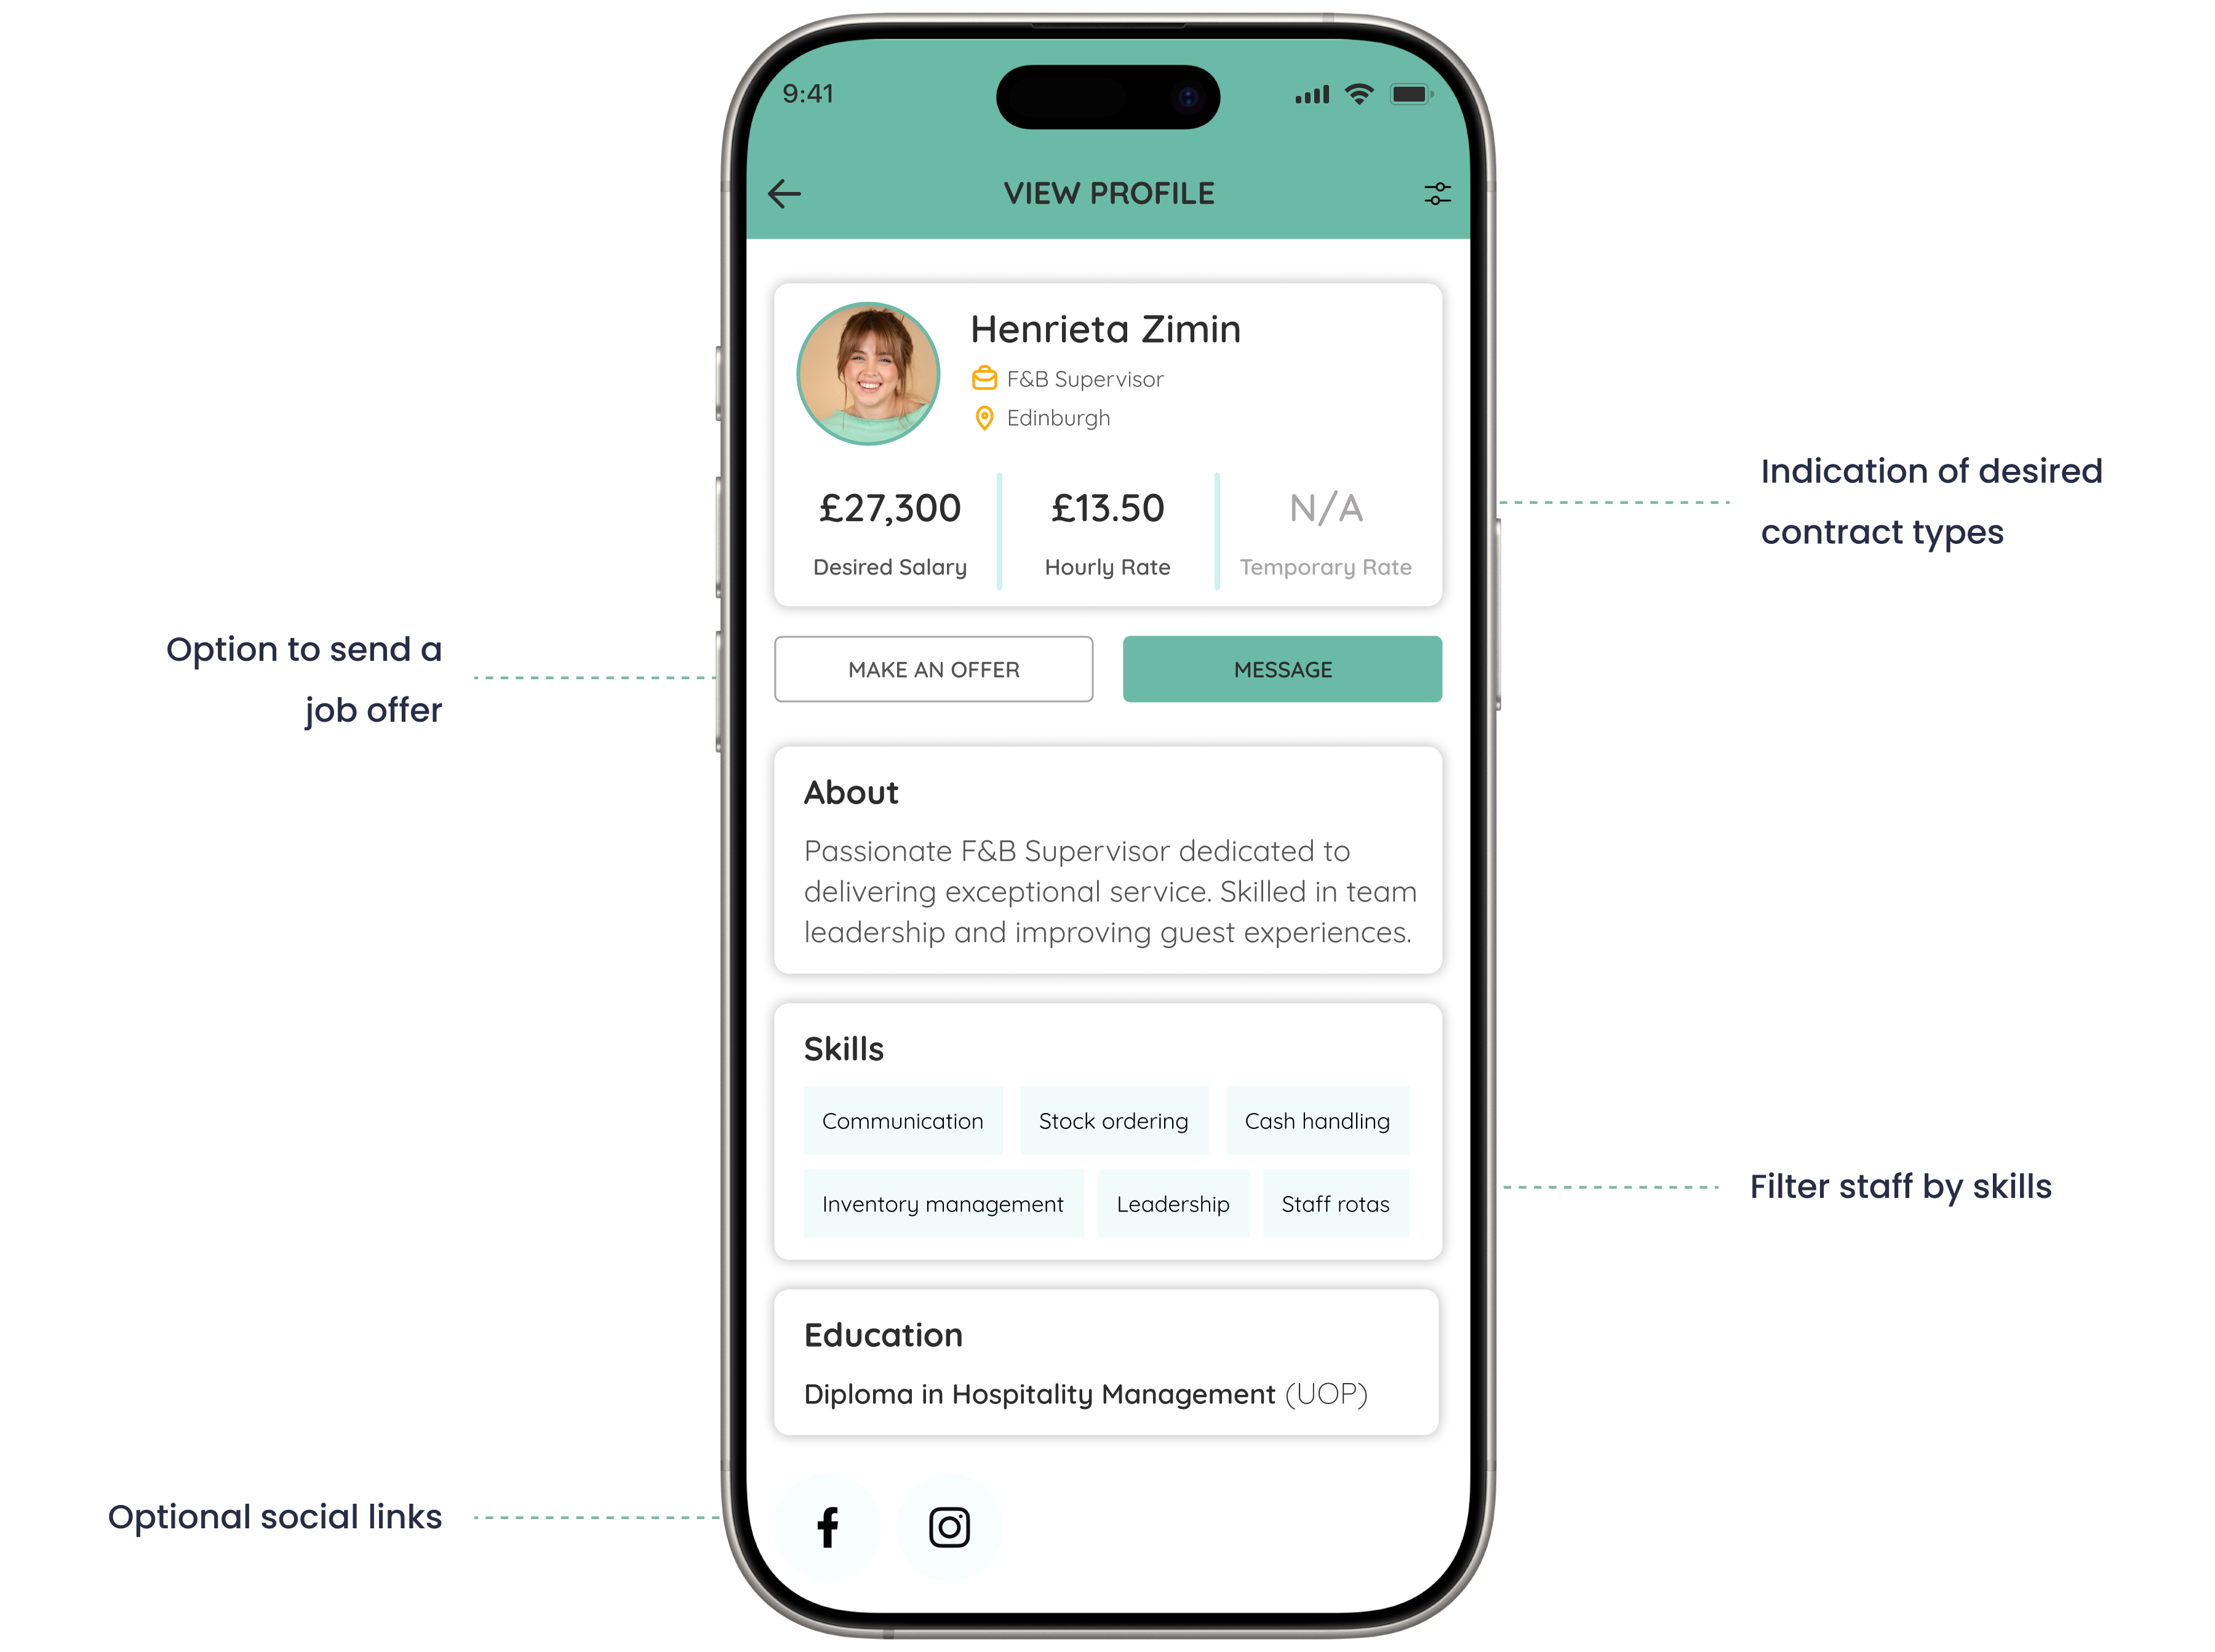 9:41
VIEW PROFILE
Henrieta Zimin
F&B Supervisor
Edinburgh
£27,300
£13.50
N/A
Desired Salary
Hourly Rate
Temporary Rate
Indication of desired
contract types
Option to send a
job offer
MAKE AN OFFER
MESSAGE
About
Passionate F&B Supervisor dedicated to
delivering exceptional service. Skilled in team
leadership and improving guest experiences.
Skills
Communication
Stock ordering
Cash handling
Inventory management
Leadership
Staff rotas
Filter staff by skills
Education
Diploma in Hospitality Management (UOP)
Optional social links